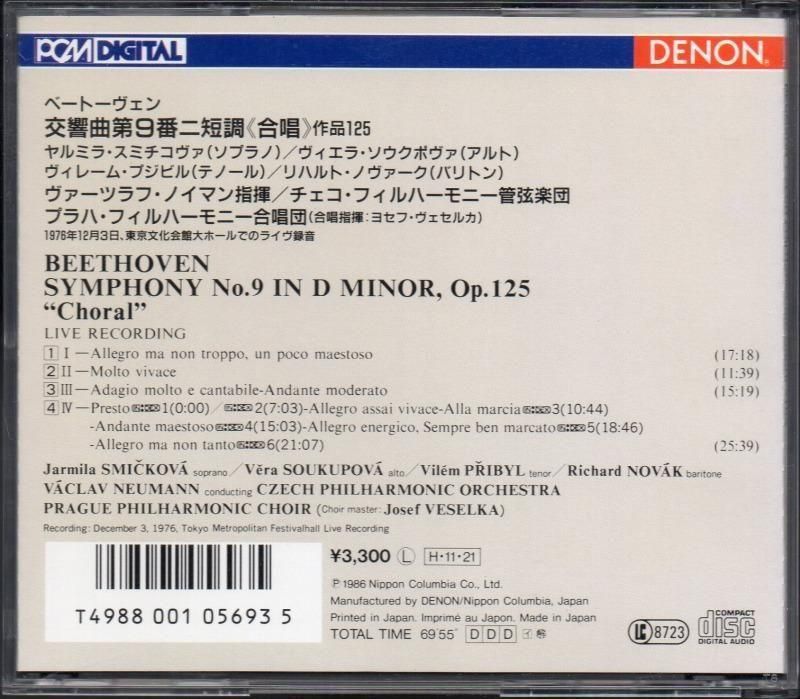 PCM DIGITAL
DENON
ベートーヴェン
交響曲第9番ニ短調《合唱》作品125
ヤルミラ・スミチコヴァ(ソプラノ)／ヴィエラ・ソウクポヴァ(アルト)
ヴィレーム・プジビル(テノール)／リハルト・ノヴァーク(バリトン)
ヴァーツラフ・ノイマン指揮／チェコ・フィルハーモニー管弦楽団
プラハ・フィルハーモニー合唱団(合唱指揮:ヨセフ・ヴェセルカ)
1976年12月3日、東京文化会館大ホールでのライヴ録音
BEETHOVEN
SYMPHONY No.9 IN D MINOR, Op.125
“Choral”
LIVE RECORDING
1 I—Allegro ma non troppo, un poco maestoso (17:18)
2 II—Molto vivace (11:39)
3 III—Adagio molto e cantabile-Andante moderato (15:19)
4 IV—Presto 1(0:00)／ 2(7:03)-Allegro assai vivace-Alla marcia 3(10:44)
-Andante maestoso 4(15:03)-Allegro energico, Sempre ben marcato 5(18:46)
-Allegro ma non tanto 6(21:07) (25:39)
Jarmila SMIČKOVÁ soprano／Věra SOUKUPOVÁ alto／Vilém PŘIBYL tenor／Richard NOVÁK baritone
VÁCLAV NEUMANN conducting CZECH PHILHARMONIC ORCHESTRA
PRAGUE PHILHARMONIC CHOIR (Choir master: Josef VESELKA)
Recording: December 3, 1976, Tokyo Metropolitan Festivalhall Live Recording
¥3,300 Ⓛ H・11・21
℗ 1986 Nippon Columbia Co., Ltd.
Manufactured by DENON/Nippon Columbia, Japan
Printed in Japan. Imprimé au Japon. Made in Japan
TOTAL TIME 69'55" D D D
T4988 001 05693 5
LC 8723
COMPACT
disc
DIGITAL AUDIO